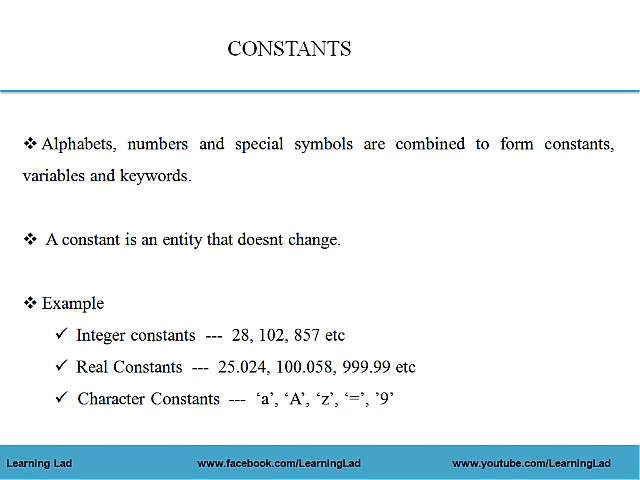 CONSTANTS
❖ Alphabets, numbers and special symbols are combined to form constants,
variables and keywords.
❖ A constant is an entity that doesnt change.
❖ Example
✓ Integer constants --- 28, 102, 857 etc
✓ Real Constants --- 25.024, 100.058, 999.99 etc
✓ Character Constants --- ‘a’, ‘A’, ‘z’, ‘=’, ’9’
Learning Lad www.facebook.com/LearningLad www.youtube.com/LearningLad